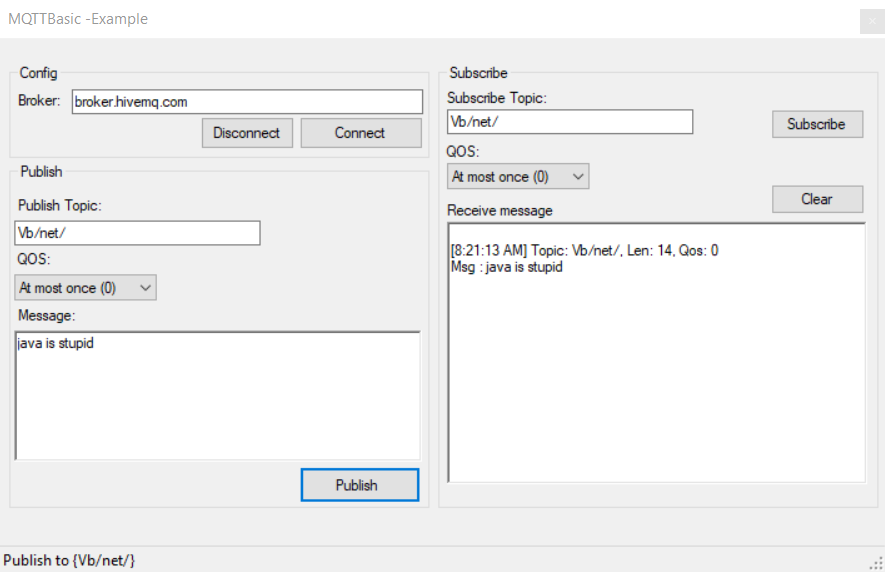 MQTTBasic -Example
Config
Broker: broker.hivemq.com
Disconnect Connect
Publish
Publish Topic:
Vb/net/
QOS:
At most once (0)
Message:
java is stupid
Publish
Subscribe
Subscribe Topic:
Vb/net/
Subscribe
QOS:
At most once (0)
Clear
Receive message
[8:21:13 AM] Topic: Vb/net/, Len: 14, Qos: 0
Msg : java is stupid
Publish to {Vb/net/}